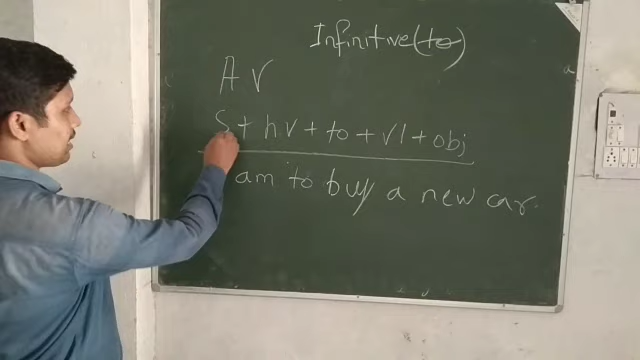 Infinitive(to)
A V
S + hv + to + v1 + obj
am to buy a new car.